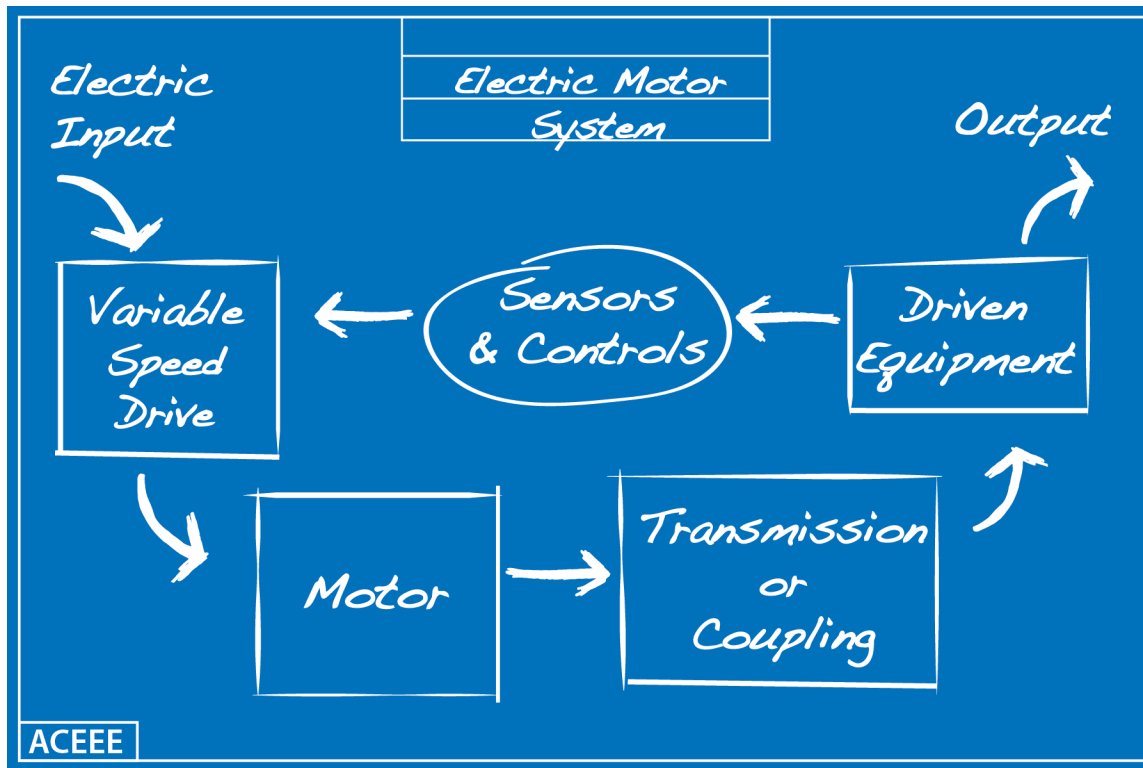 Electric Motor
System
Electric
Input
Output
Variable
Speed
Drive
Sensors
& Controls
Driven
Equipment
Motor
Transmission
or
Coupling
ACEEE